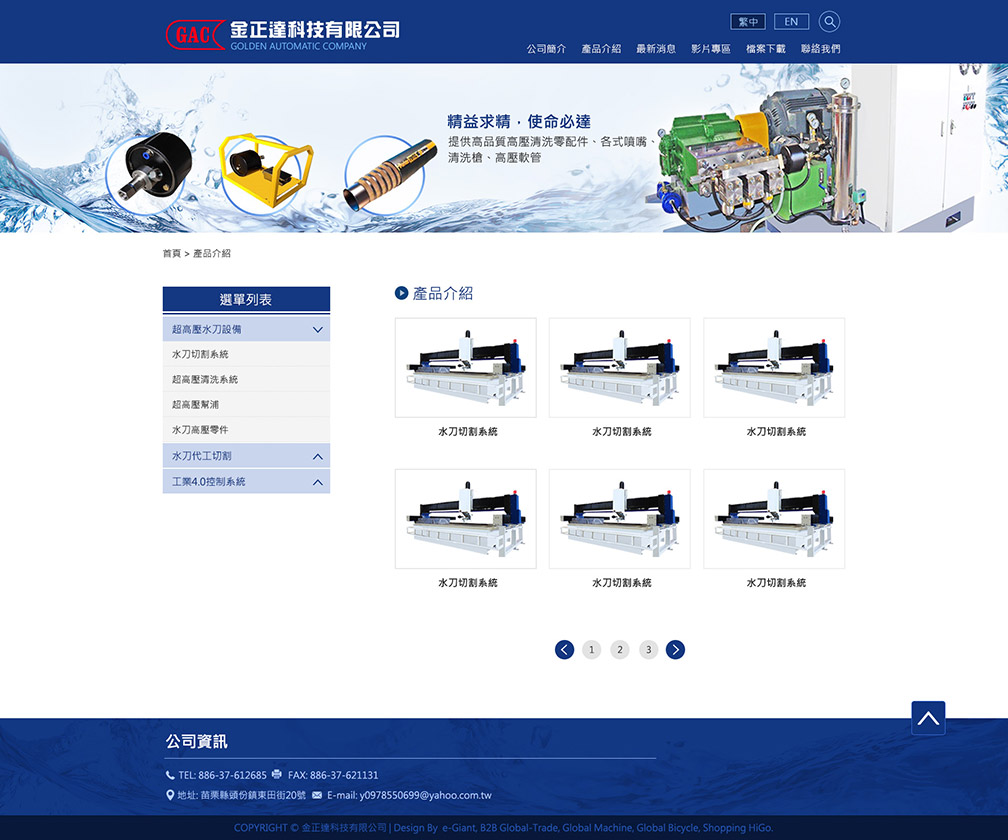 GAC 金正達科技有限公司
GOLDEN AUTOMATIC COMPANY
繁中 EN
公司簡介 產品介紹 最新消息 影片專區 檔案下載 聯絡我們
精益求精，使命必達
提供高品質高壓清洗零配件、各式噴嘴、
清洗槍、高壓軟管
首頁 > 產品介紹
選單列表
超高壓水刀設備
水刀切割系統
超高壓清洗系統
超高壓幫浦
水刀高壓零件
水刀代工切割
工業4.0控制系統
產品介紹
水刀切割系統 水刀切割系統 水刀切割系統
水刀切割系統 水刀切割系統 水刀切割系統
1 2 3
公司資訊
TEL: 886-37-612685 FAX: 886-37-621131
地址: 苗栗縣頭份鎮東田街20號 E-mail: y0978550699@yahoo.com.tw
COPYRIGHT © 金正達科技有限公司 | Design By e-Giant, B2B Global-Trade, Global Machine, Global Bicycle, Shopping HiGo.